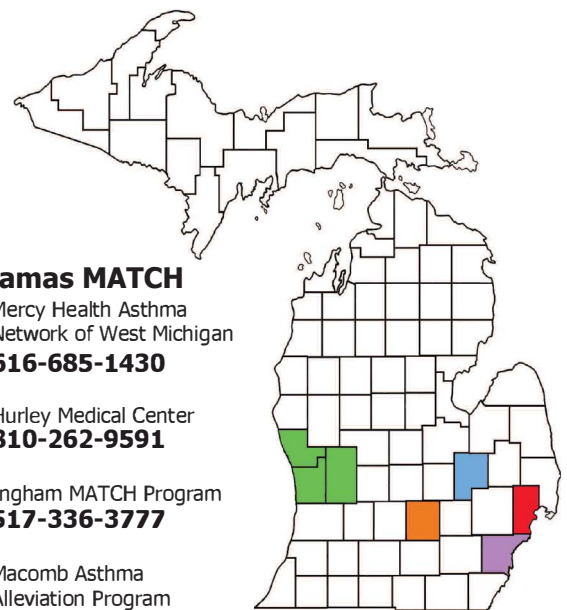 amas MATCH
Mercy Health Asthma
Network of West Michigan
616-685-1430
Hurley Medical Center
810-262-9591
ngham MATCH Program
517-336-3777
Macomb Asthma
Alleviation Program